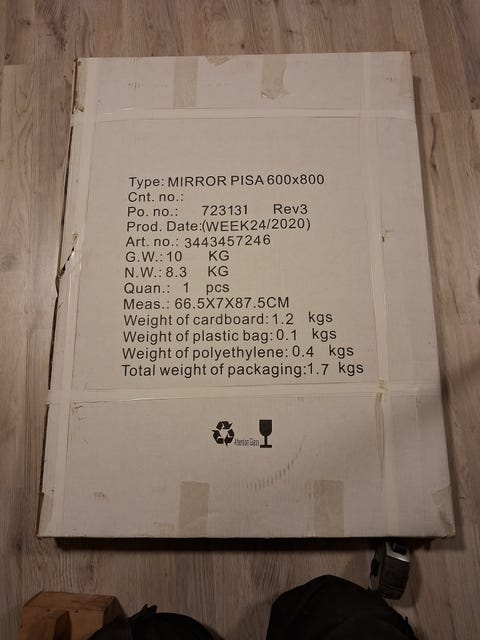 Type: MIRROR PISA 600x800
Cnt. no.:
Po. no.: 723131 Rev3
Prod. Date:(WEEK24/2020)
Art. no.: 3443457246
G.W.: 10 KG
N.W.: 8.3 KG
Quan.: 1 pcs
Meas.: 66.5X7X87.5CM
Weight of cardboard: 1.2 kgs
Weight of plastic bag: 0.1 kgs
Weight of polyethylene: 0.4 kgs
Total weight of packaging:1.7 kgs
Attention Glass